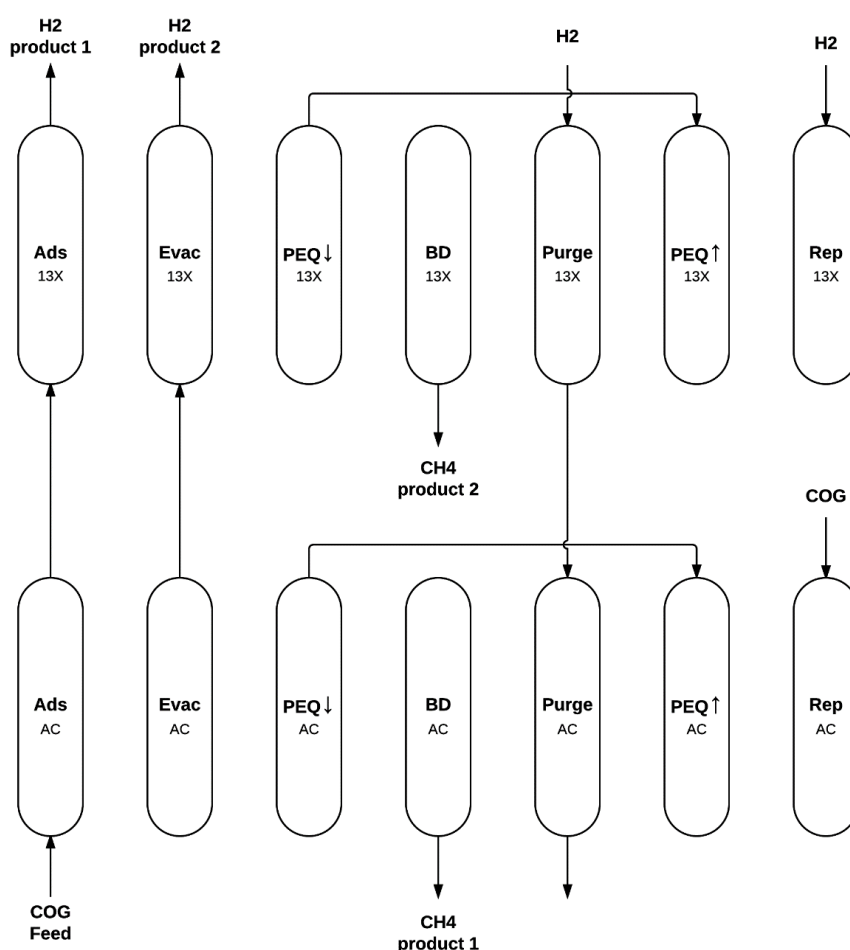 H2
product 1
H2
product 2
H2
H2
Ads
13X
Evac
13X
PEQ↓
13X
BD
13X
Purge
13X
PEQ↑
13X
Rep
13X
CH4
product 2
COG
Ads
AC
Evac
AC
PEQ↓
AC
BD
AC
Purge
AC
PEQ↑
AC
Rep
AC
COG
Feed
CH4
product 1